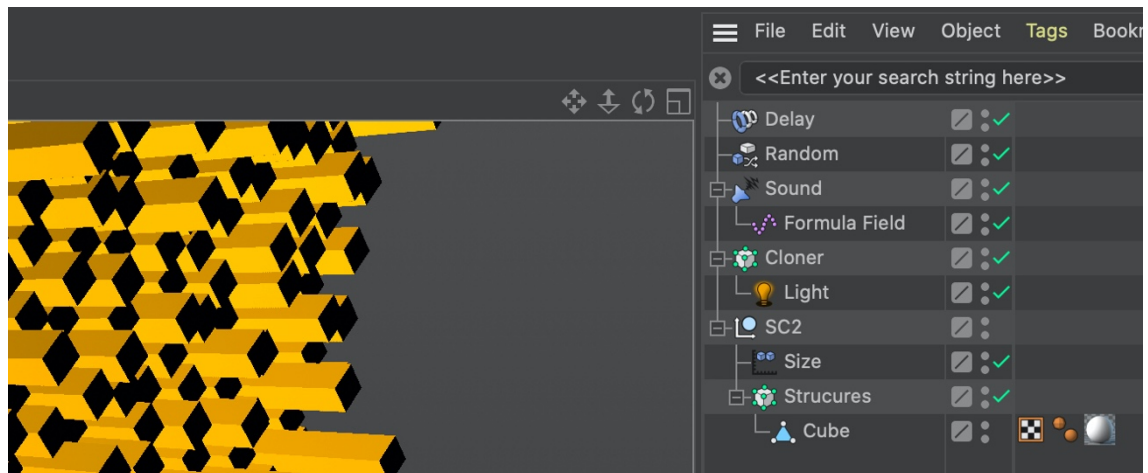 File Edit View Object Tags Bookr
<<Enter your search string here>>
Delay
Random
Sound
Formula Field
Cloner
Light
SC2
Size
Strucures
Cube